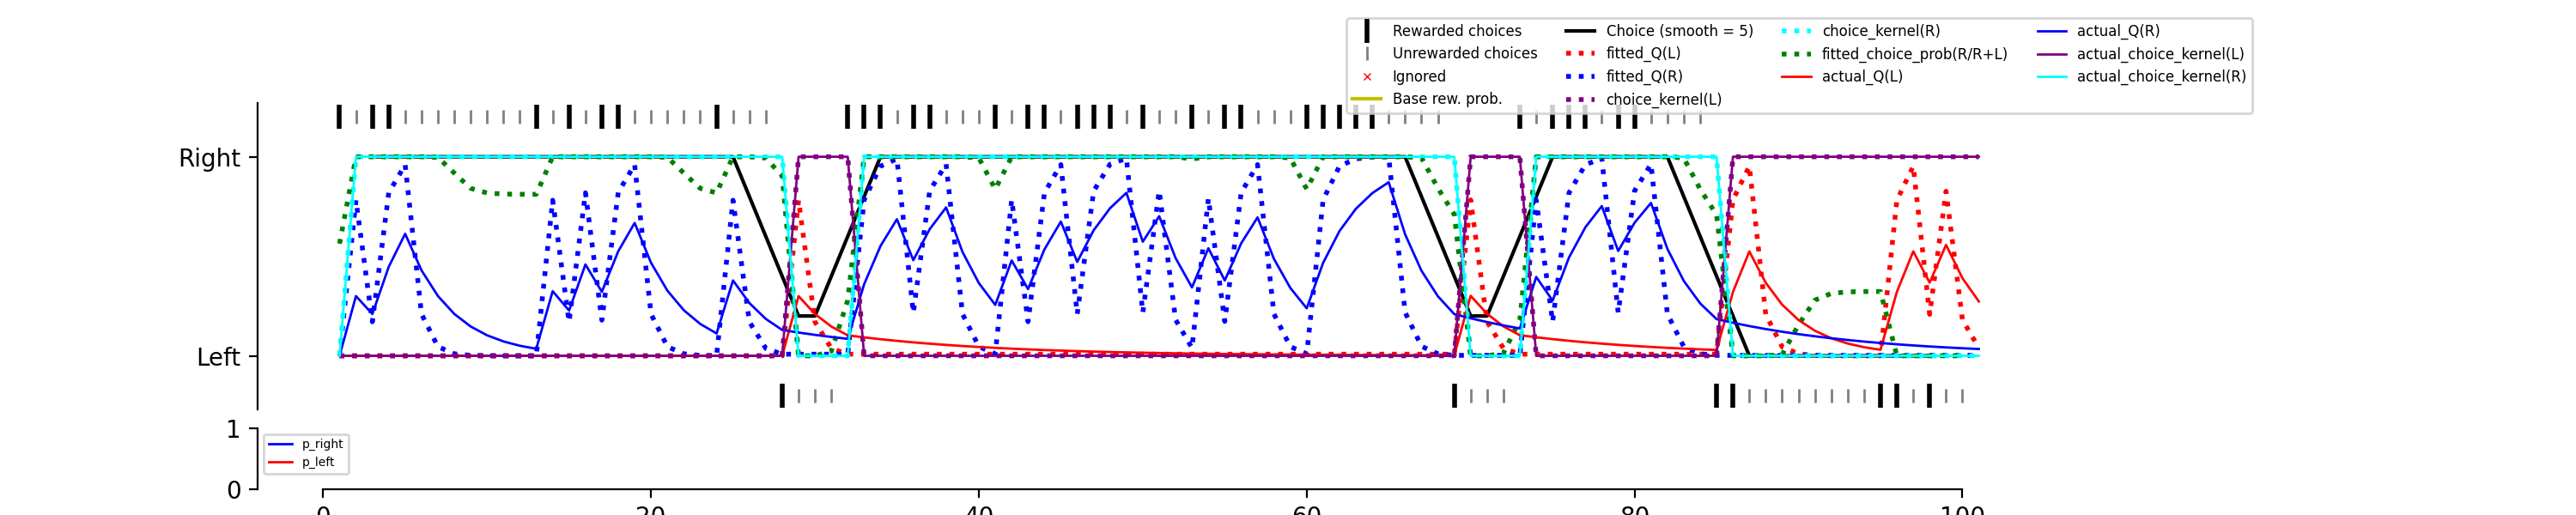 Rewarded choices
Unrewarded choices
Ignored
Base rew. prob.
Choice (smooth = 5)
fitted_Q(L)
fitted_Q(R)
choice_kernel(L)
choice_kernel(R)
fitted_choice_prob(R/R+L)
actual_Q(L)
actual_Q(R)
actual_choice_kernel(L)
actual_choice_kernel(R)
Right
Left
1
0
p_right
p_left
0 20 40 60 80 100